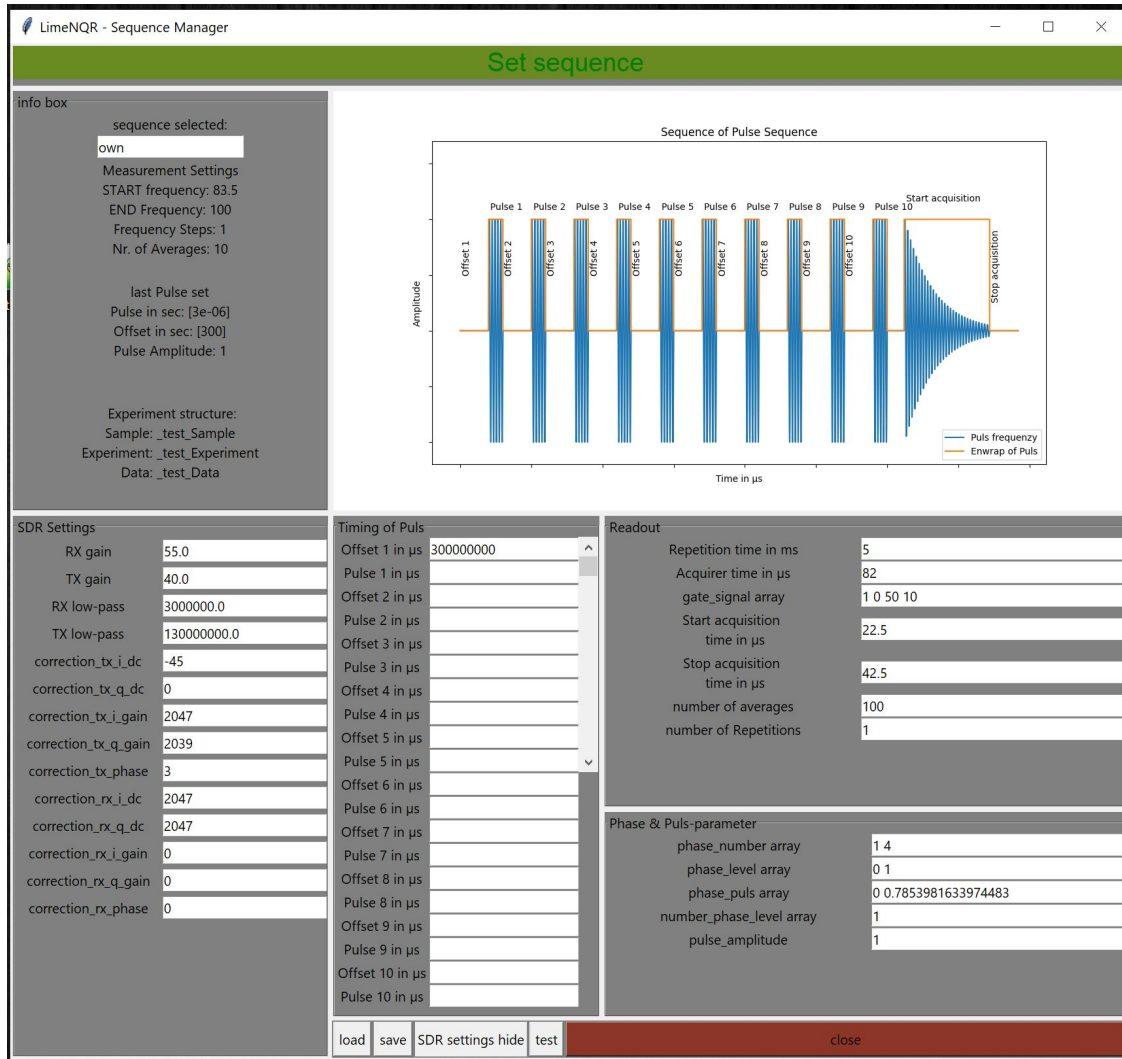 LimeNQR - Sequence Manager
Set sequence
info box
sequence selected:
own
Measurement Settings
START frequency: 83.5
END Frequency: 100
Frequency Steps: 1
Nr. of Averages: 10
last Pulse set
Pulse in sec: [3e-06]
Offset in sec: [300]
Pulse Amplitude: 1
Experiment structure:
Sample: _test_Sample
Experiment: _test_Experiment
Data: _test_Data
Sequence of Pulse Sequence
Start acquisition
Pulse 1 Pulse 2 Pulse 3 Pulse 4 Pulse 5 Pulse 6 Pulse 7 Pulse 8 Pulse 9 Pulse 10
Offset 1 Offset 2 Offset 3 Offset 4 Offset 5 Offset 6 Offset 7 Offset 8 Offset 9 Offset 10
Stop acquisition
Amplitude
Puls frequenzy
Enwrap of Puls
Time in µs
SDR Settings
RX gain 55.0
TX gain 40.0
RX low-pass 3000000.0
TX low-pass 130000000.0
correction_tx_i_dc -45
correction_tx_q_dc 0
correction_tx_i_gain 2047
correction_tx_q_gain 2039
correction_tx_phase 3
correction_rx_i_dc 2047
correction_rx_q_dc 2047
correction_rx_i_gain 0
correction_rx_q_gain 0
correction_rx_phase 0
Timing of Puls
Offset 1 in µs 300000000
Pulse 1 in µs
Offset 2 in µs
Pulse 2 in µs
Offset 3 in µs
Pulse 3 in µs
Offset 4 in µs
Pulse 4 in µs
Offset 5 in µs
Pulse 5 in µs
Offset 6 in µs
Pulse 6 in µs
Offset 7 in µs
Pulse 7 in µs
Offset 8 in µs
Pulse 8 in µs
Offset 9 in µs
Pulse 9 in µs
Offset 10 in µs
Pulse 10 in µs
Readout
Repetition time in ms 5
Acquirer time in µs 82
gate_signal array 1 0 50 10
Start acquisition
time in µs 22.5
Stop acquisition
time in µs 42.5
number of averages 100
number of Repetitions 1
Phase & Puls-parameter
phase_number array 1 4
phase_level array 0 1
phase_puls array 0 0.7853981633974483
number_phase_level array 1
pulse_amplitude 1
load save SDR settings hide test close